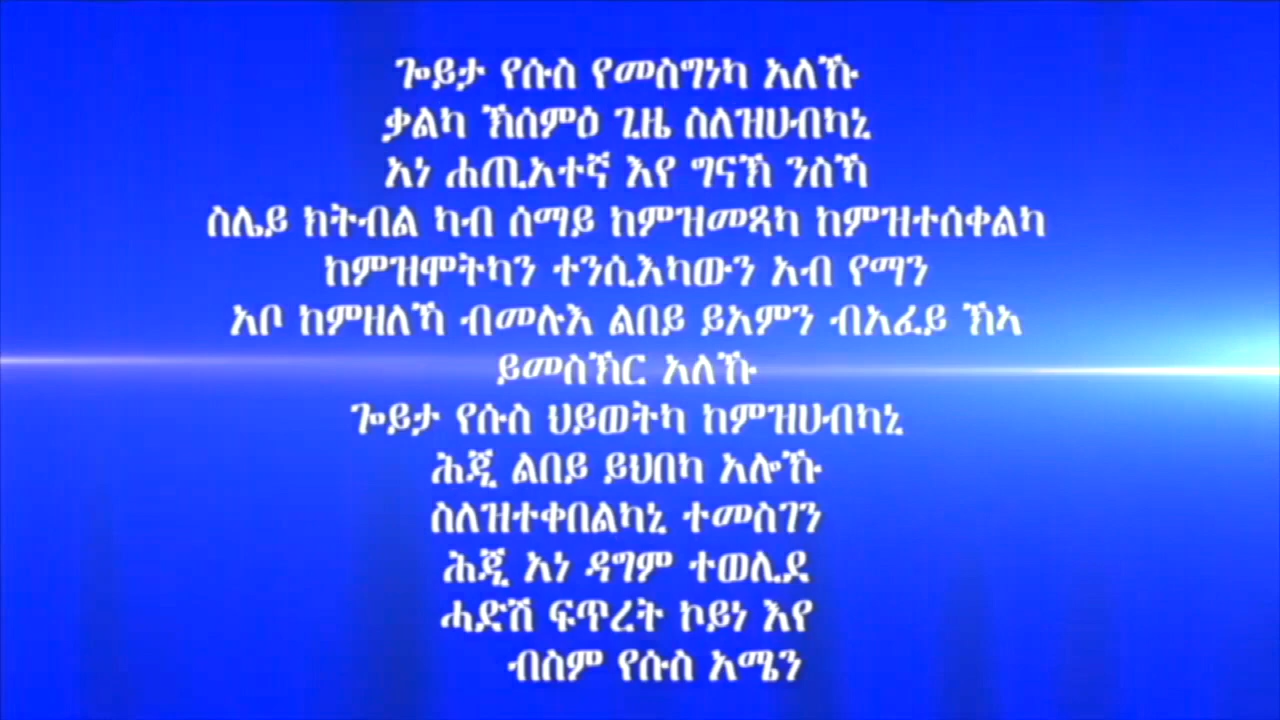 ጐይታ የሱስ የመስግነካ አለኹ
ቃልካ ኽሰምዕ ጊዜ ስለዝሀብካኒ
አነ ሐጢአተኛ እየ ግናኽ ንስኻ
ስሌይ ክትብል ካብ ሰማይ ከምዝመጻካ ከምዝተሰቀልካ
ከምዝሞትካን ተንሲእካውን አብ የማን
አቦ ከምዘለኻ ብመሉእ ልበይ ይአምን ብአፈይ ኽኣ
ይመስኽር አለኹ
ጐይታ የሱስ ህይወትካ ከምዝሀብካኒ
ሕጂ ልበይ ይህበካ አሎኹ
ስለዝተቀበልካኒ ተመስገን
ሕጂ አነ ዳግም ተወሊደ
ሓድሽ ፍጥረት ኮይነ እየ
ብስም የሱስ አሜን